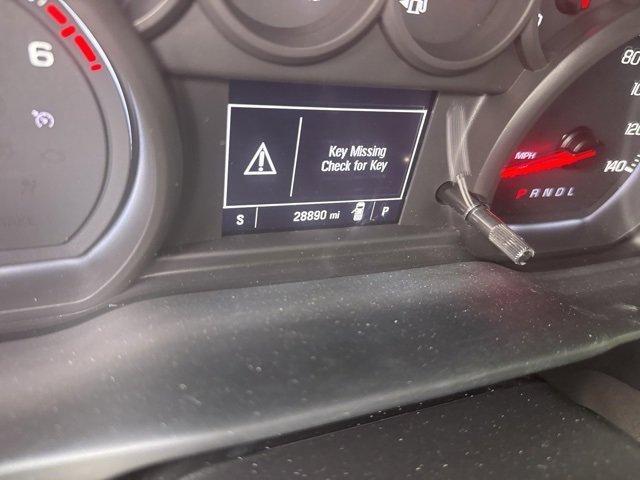 6
Key Missing
Check for Key
S 28890 mi P
80
120
140
MPH
PRNDL